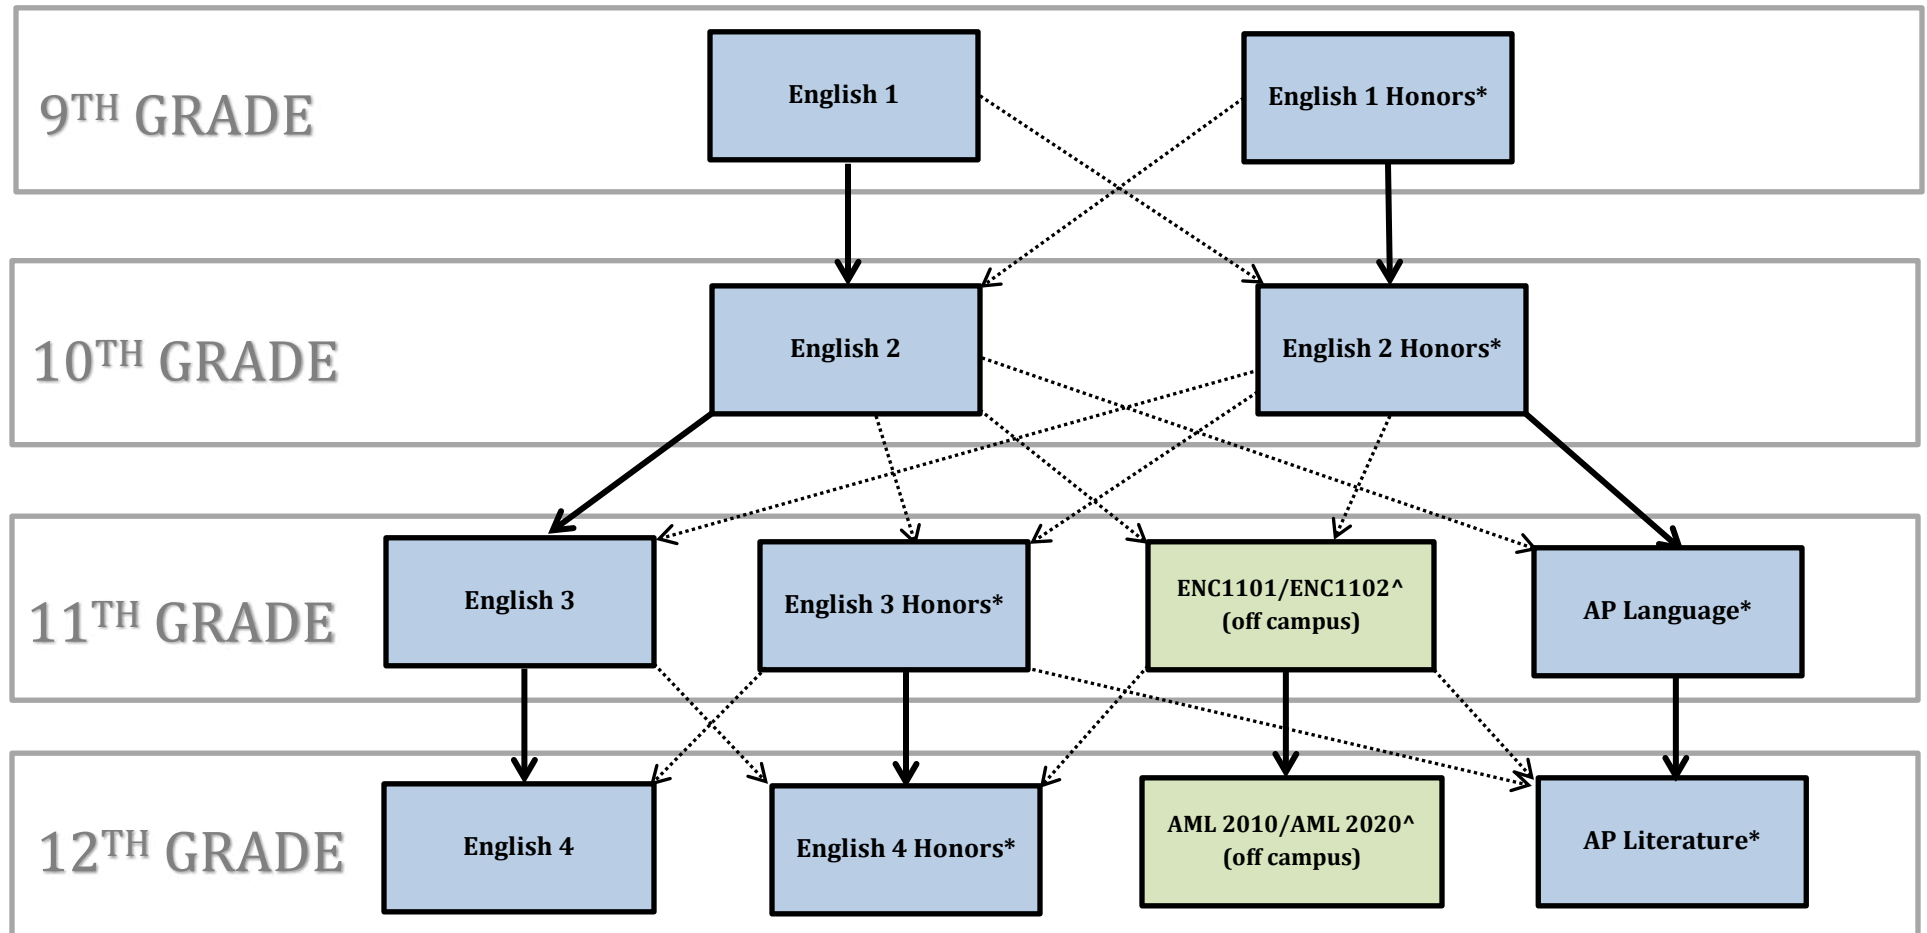 9TH GRADE
English 1
English 1 Honors*
10TH GRADE
English 2
English 2 Honors*
11TH GRADE
English 3
English 3 Honors*
ENC1101/ENC1102^
(off campus)
AP Language*
12TH GRADE
English 4
English 4 Honors*
AML 2010/AML 2020^
(off campus)
AP Literature*